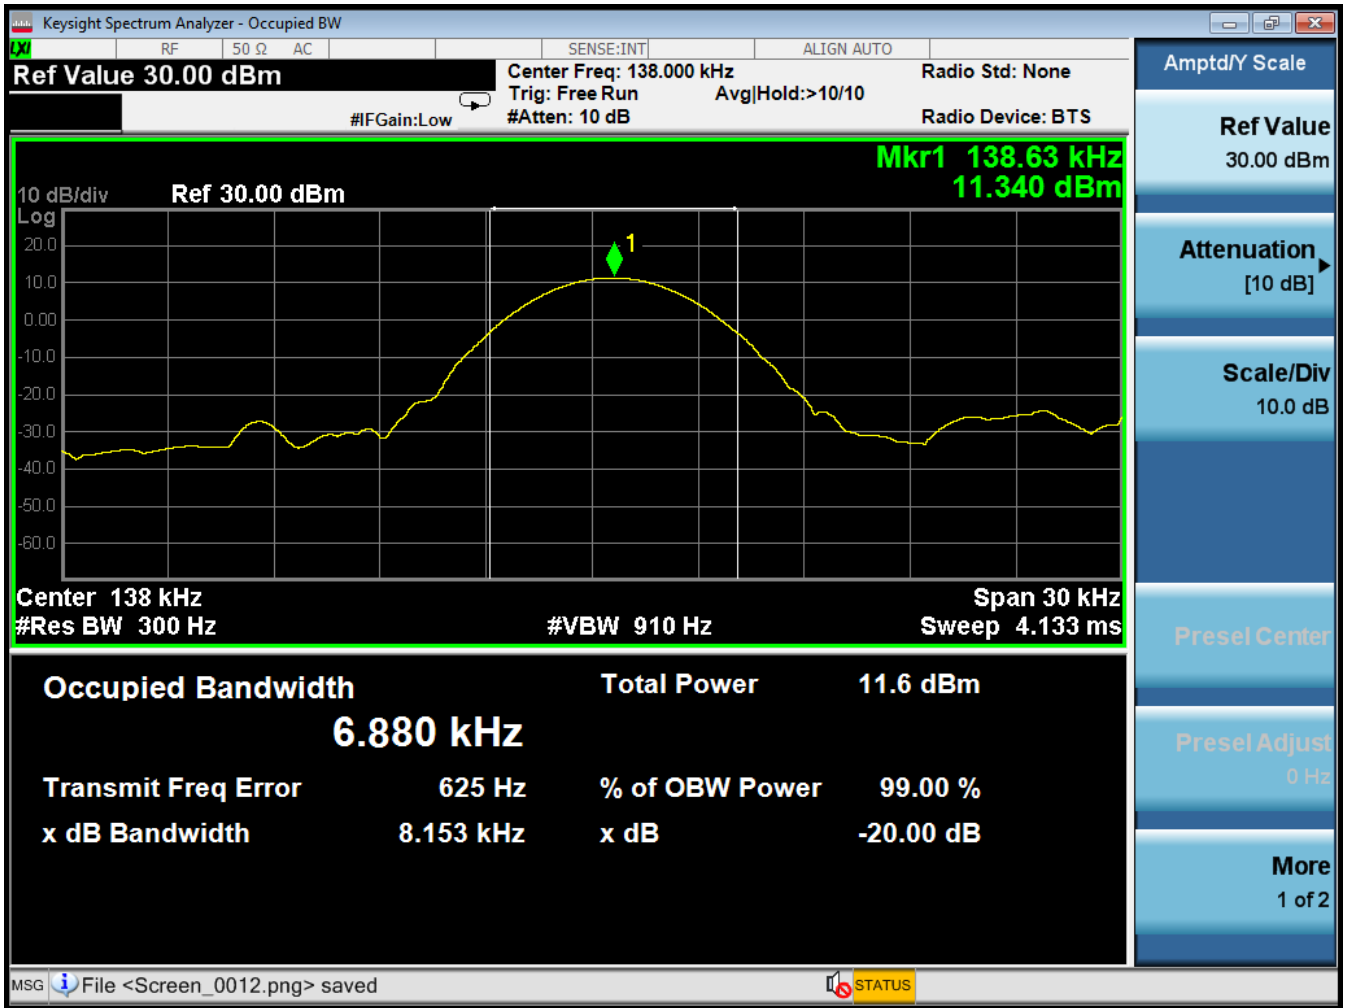 Keysight Spectrum Analyzer - Occupied BW
LXI RF 50 Ω AC SENSE:INT ALIGN AUTO
Ref Value 30.00 dBm
#IFGain:Low
Center Freq: 138.000 kHz
Trig: Free Run Avg|Hold:>10/10
#Atten: 10 dB
Radio Std: None
Radio Device: BTS
Mkr1 138.63 kHz
11.340 dBm
10 dB/div Ref 30.00 dBm
Log
20.0
10.0
0.00
-10.0
-20.0
-30.0
-40.0
-50.0
-60.0
1
Center 138 kHz Span 30 kHz
#Res BW 300 Hz #VBW 910 Hz Sweep 4.133 ms
Occupied Bandwidth Total Power 11.6 dBm
6.880 kHz
Transmit Freq Error 625 Hz % of OBW Power 99.00 %
x dB Bandwidth 8.153 kHz x dB -20.00 dB
Amptd/Y Scale
Ref Value
30.00 dBm
Attenuation
[10 dB]
Scale/Div
10.0 dB
Presel Center
Presel Adjust
0 Hz
More
1 of 2
MSG File <Screen_0012.png> saved STATUS